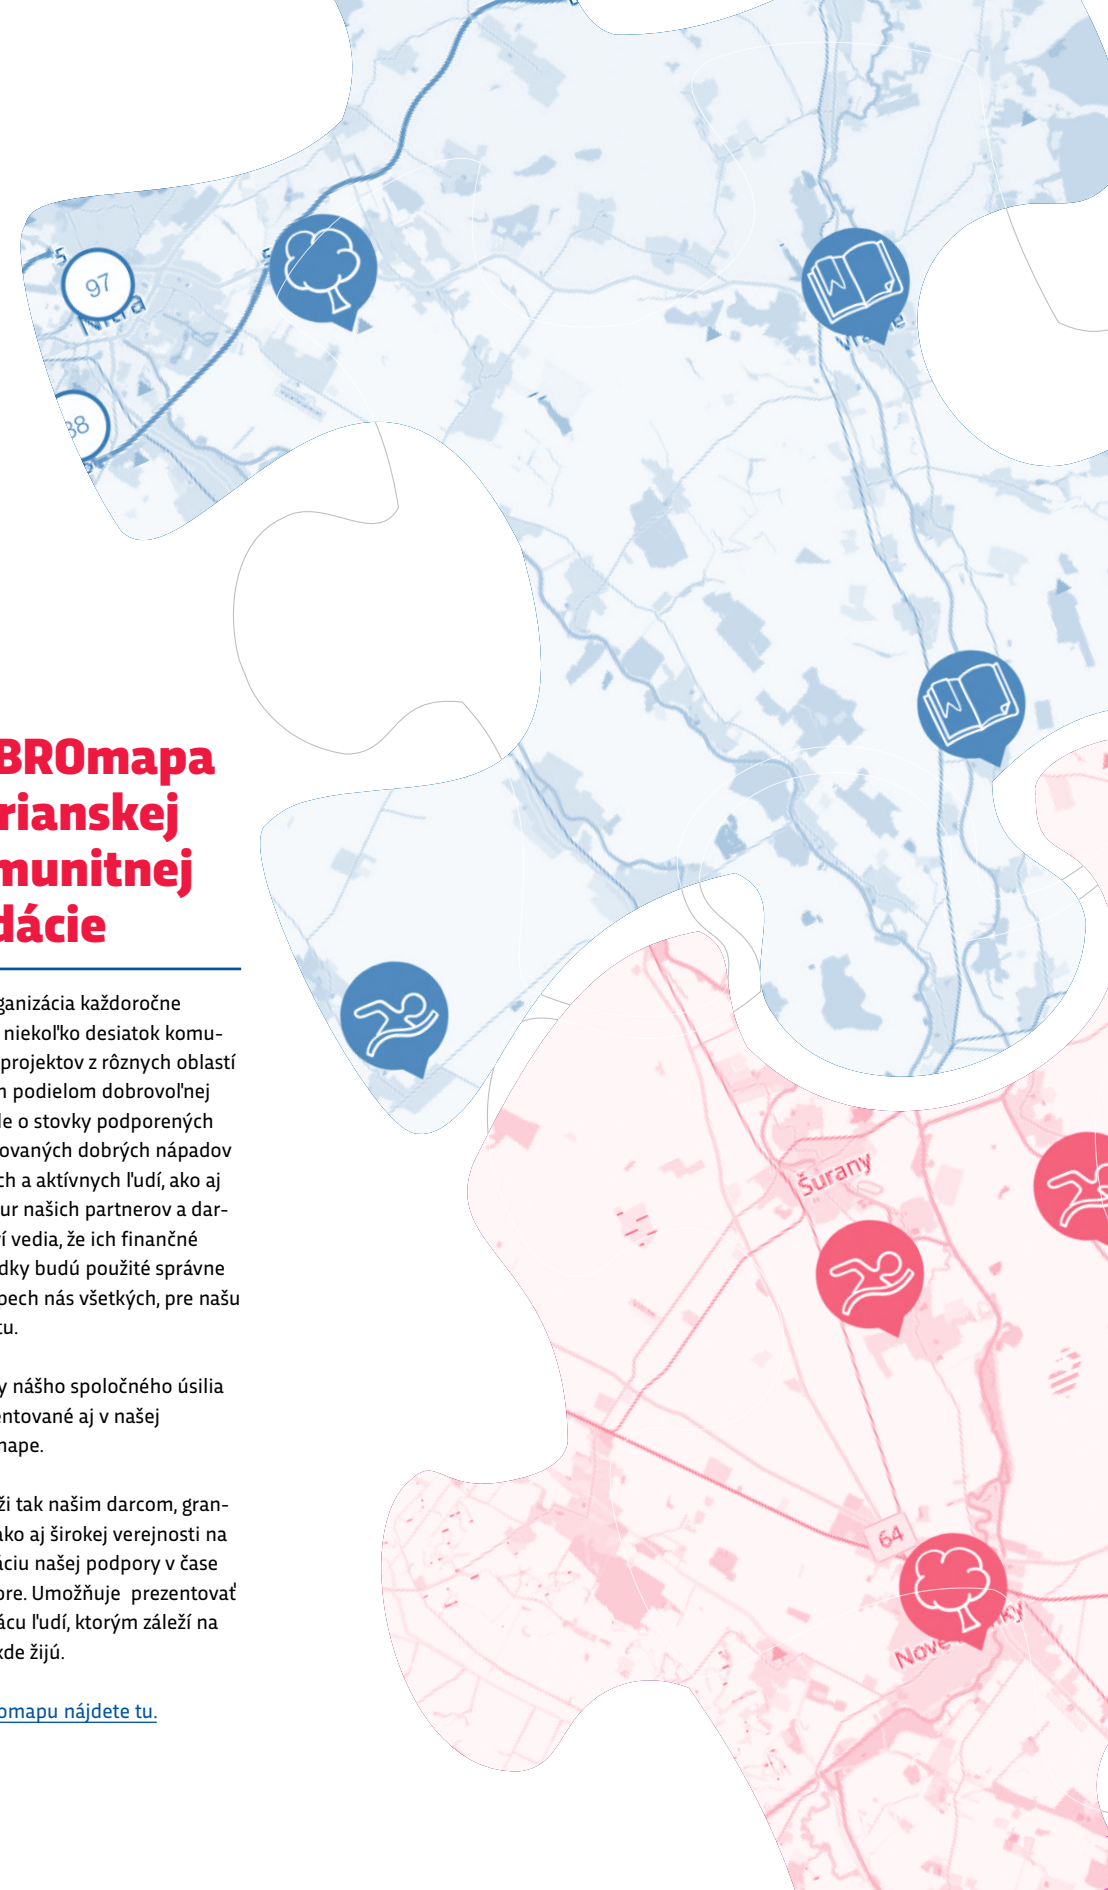 BROmapa
rianskej
munitnej
dácie
ganizácia každoročne
niekoľko desiatok komu-
projektov z rôznych oblastí
podielom dobrovoľnej
o stovky podporených
ovaných dobrých nápadov
ch a aktívnych ľudí, ako aj
ur našich partnerov a dar-
í vedia, že ich finančné
dky budú použité správne
pech nás všetkých, pre našu
tu.
y nášho spoločného úsilia
entované aj v našej
mape.
ži tak našim darcom, gran-
ako aj širokej verejnosti na
áciu našej podpory v čase
ore. Umožňuje prezentovať
ácu ľudí, ktorým záleží na
kde žijú.
omapu nájdete tu.
97
Nitra
Šurany
64